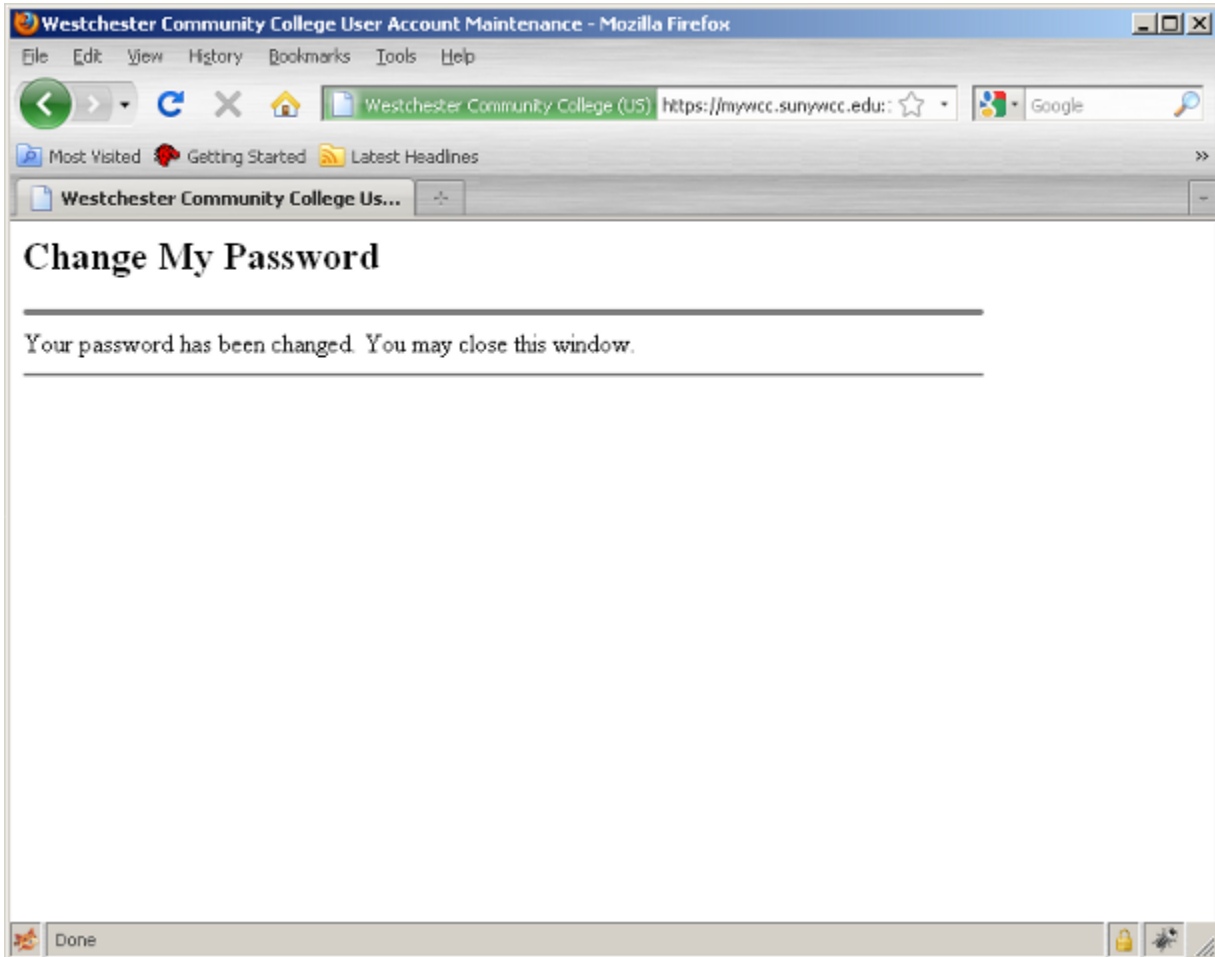 Westchester Community College User Account Maintenance - Mozilla Firefox
File Edit View History Bookmarks Tools Help
Westchester Community College (US) https://mywcc.sunywcc.edu:: Google
Most Visited Getting Started Latest Headlines »
Westchester Community College Us...
Change My Password
Your password has been changed. You may close this window.
Done